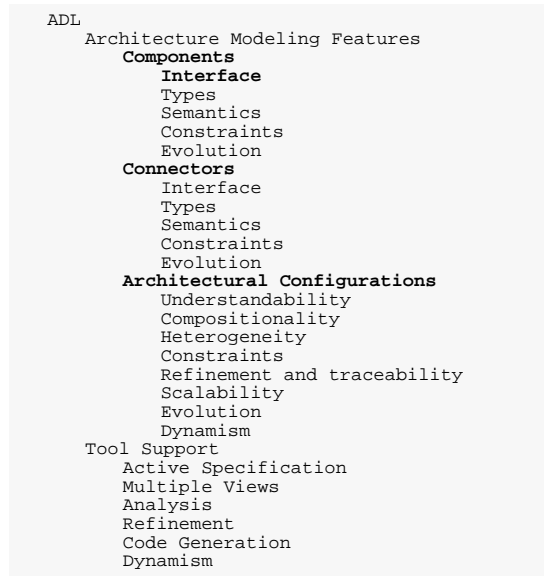 ADL
Architecture Modeling Features
Components
Interface
Types
Semantics
Constraints
Evolution
Connectors
Interface
Types
Semantics
Constraints
Evolution
Architectural Configurations
Understandability
Compositionality
Heterogeneity
Constraints
Refinement and traceability
Scalability
Evolution
Dynamism
Tool Support
Active Specification
Multiple Views
Analysis
Refinement
Code Generation
Dynamism